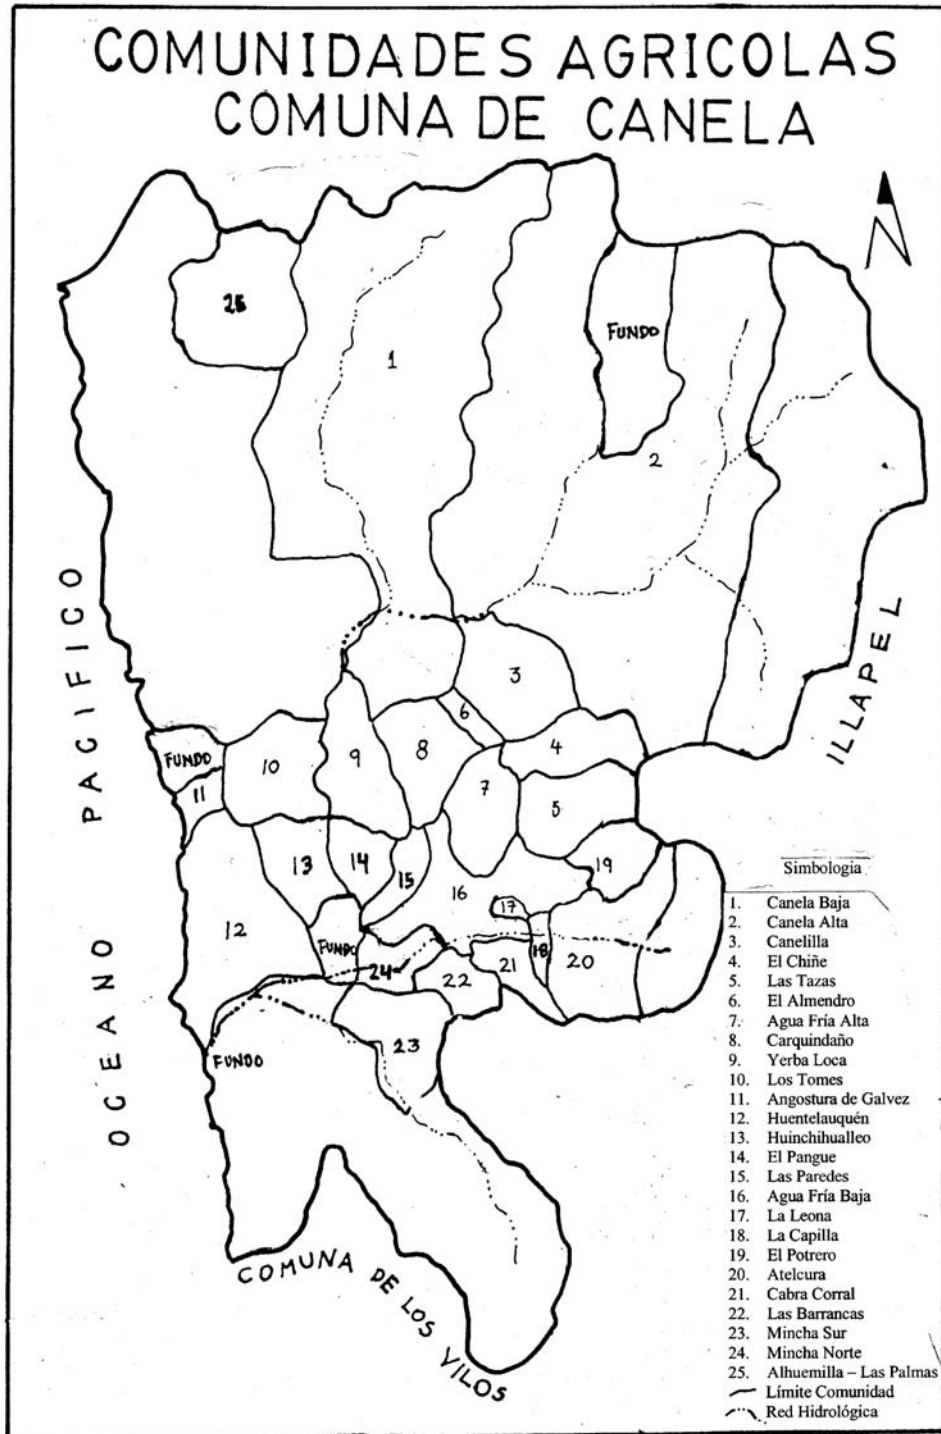 COMUNIDADES AGRICOLAS
COMUNA DE CANELA
N
25
1
FUNDO
2
OCEANO PACIFICO
ILLAPEL
3
6
4
FUNDO
10
9
8
7
5
11
13
14
15
16
19
12
17
FUNDO
18
24
22
21
20
23
FUNDO
COMUNA DE LOS VILOS
Simbologia
1. Canela Baja
2. Canela Alta
3. Canelilla
4. El Chiñe
5. Las Tazas
6. El Almendro
7. Agua Fría Alta
8. Carquindaño
9. Yerba Loca
10. Los Tomes
11. Angostura de Galvez
12. Huentelauquén
13. Huinchihualleo
14. El Pangue
15. Las Paredes
16. Agua Fría Baja
17. La Leona
18. La Capilla
19. El Potrero
20. Atelcura
21. Cabra Corral
22. Las Barrancas
23. Mincha Sur
24. Mincha Norte
25. Alhuemilla – Las Palmas
Límite Comunidad
Red Hidrológica